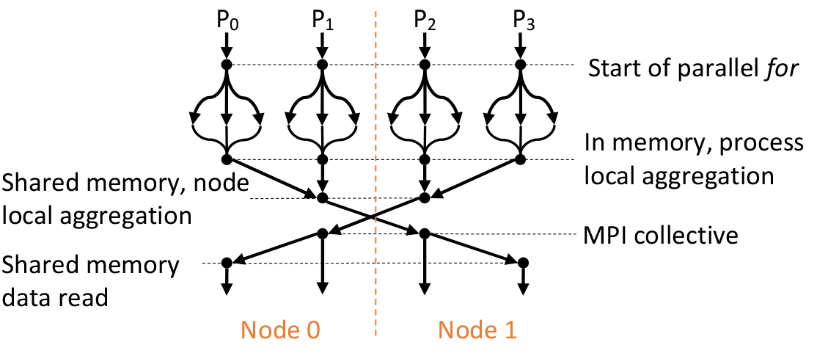 P0 P1 P2 P3
Start of parallel for
In memory, process
local aggregation
Shared memory, node
local aggregation
MPI collective
Shared memory
data read
Node 0 Node 1